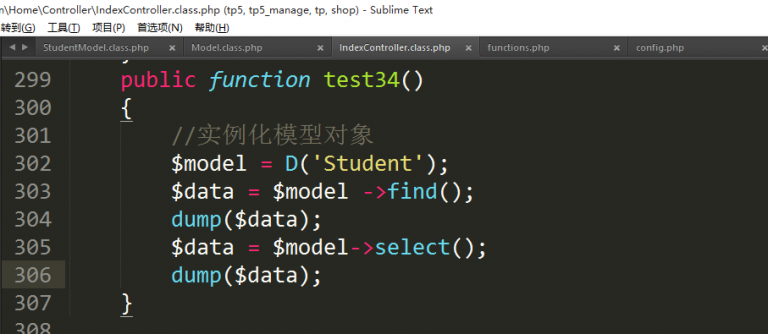 n\Home\Controller\IndexController.class.php (tp5, tp5_manage, tp, shop) - Sublime Text
转到(G) 工具(T) 项目(P) 首选项(N) 帮助(H)
StudentModel.class.php × Model.class.php × IndexController.class.php × functions.php × config.php ×
299 public function test34()
300 {
301 //实例化模型对象
302 $model = D('Student');
303 $data = $model ->find();
304 dump($data);
305 $data = $model->select();
306 dump($data);
307 }
308